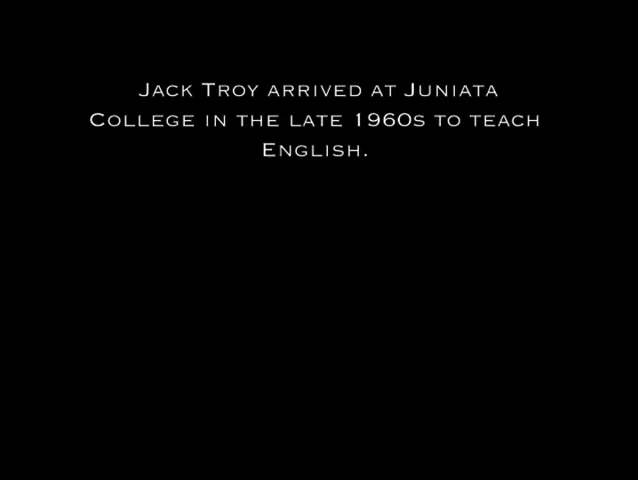 Jack Troy arrived at Juniata
College in the late 1960s to teach
English.